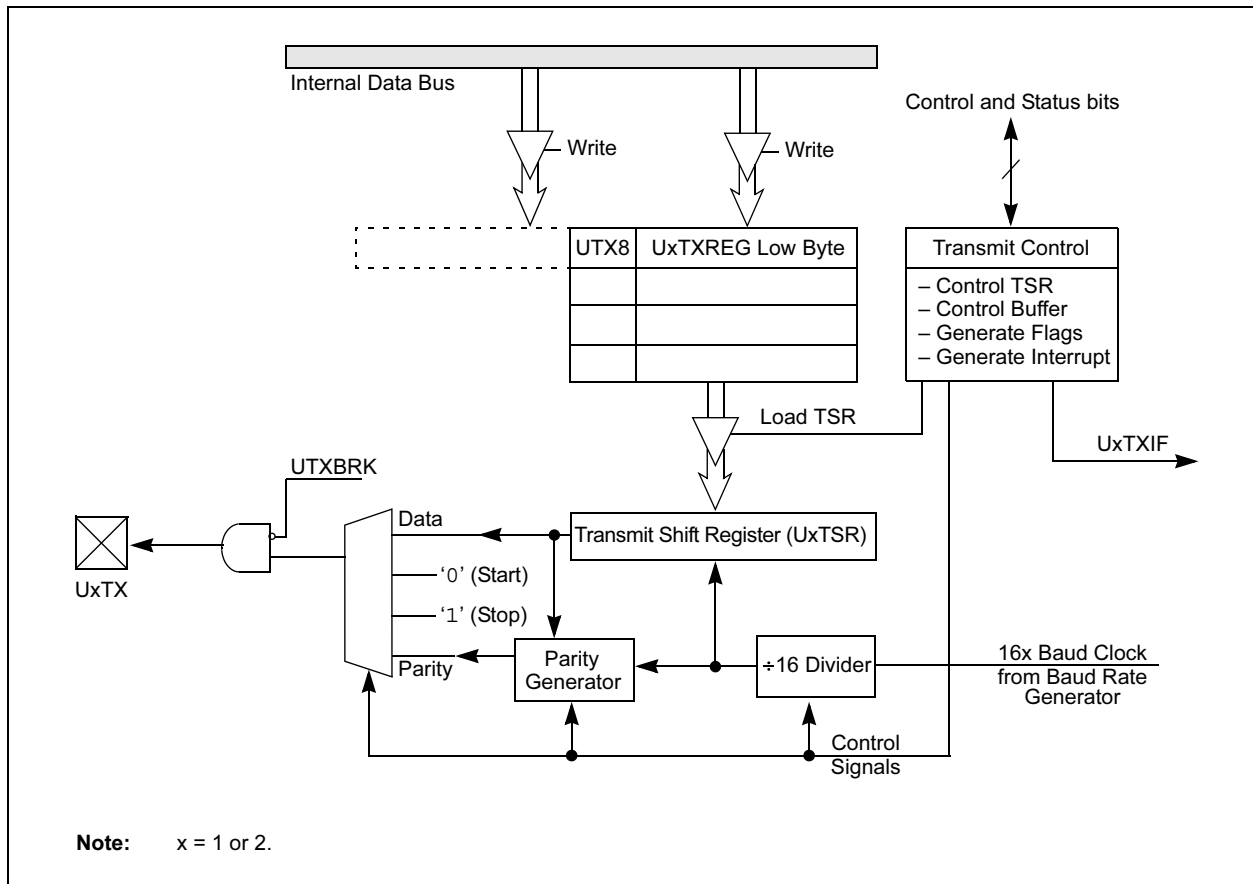 Internal Data Bus
Control and Status bits
Write
Write
UTX8
UxTXREG Low Byte
Transmit Control
– Control TSR
– Control Buffer
– Generate Flags
– Generate Interrupt
Load TSR
UxTXIF
UTXBRK
Data
Transmit Shift Register (UxTSR)
UxTX
‘0’ (Start)
‘1’ (Stop)
Parity
Parity
Generator
÷16 Divider
16x Baud Clock
from Baud Rate
Generator
Control
Signals
Note: x = 1 or 2.